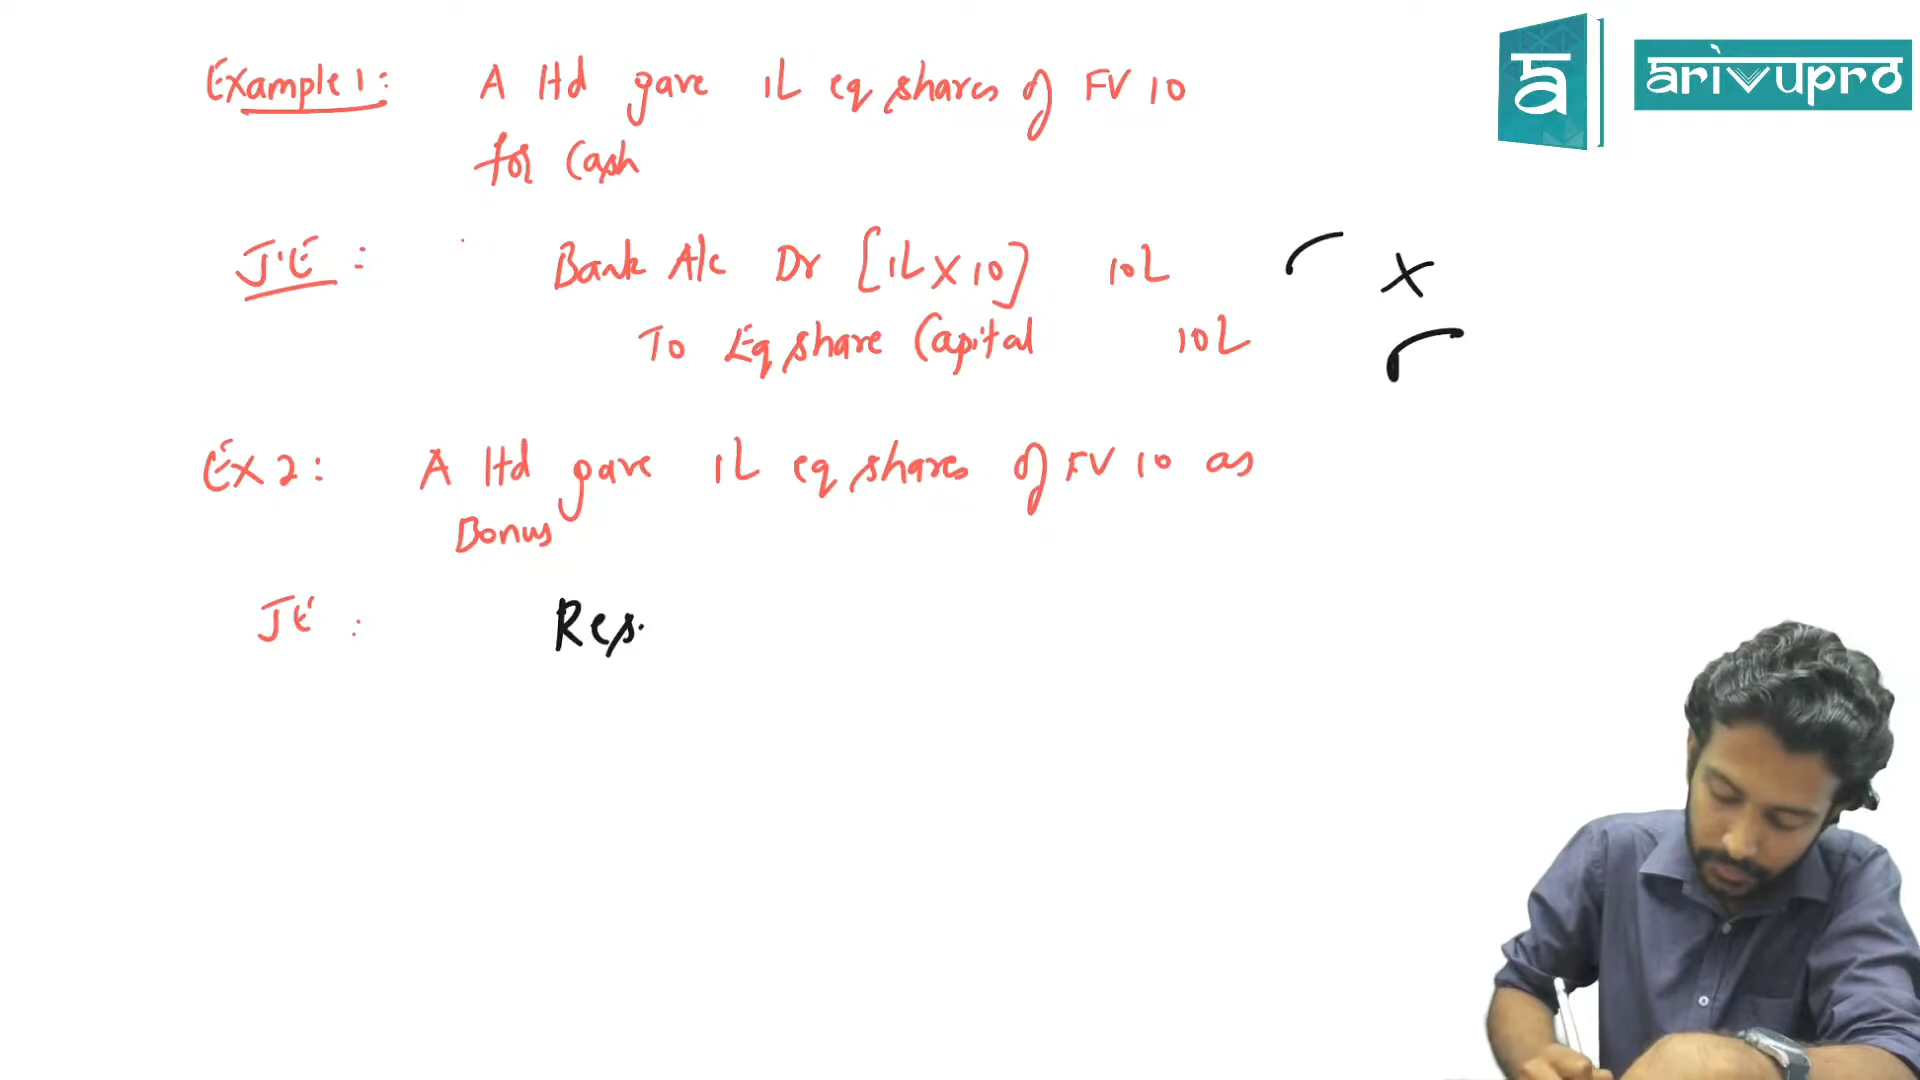 Example 1: A ltd gave 1L eq shares of FV 10
for Cash
J.E: Bank A/c Dr [1L X 10] 10L X
To Eq share Capital 10L
Ex 2: A ltd gave 1L eq shares of FV 10 as
Bonus
JE: Res.
ā arivupro